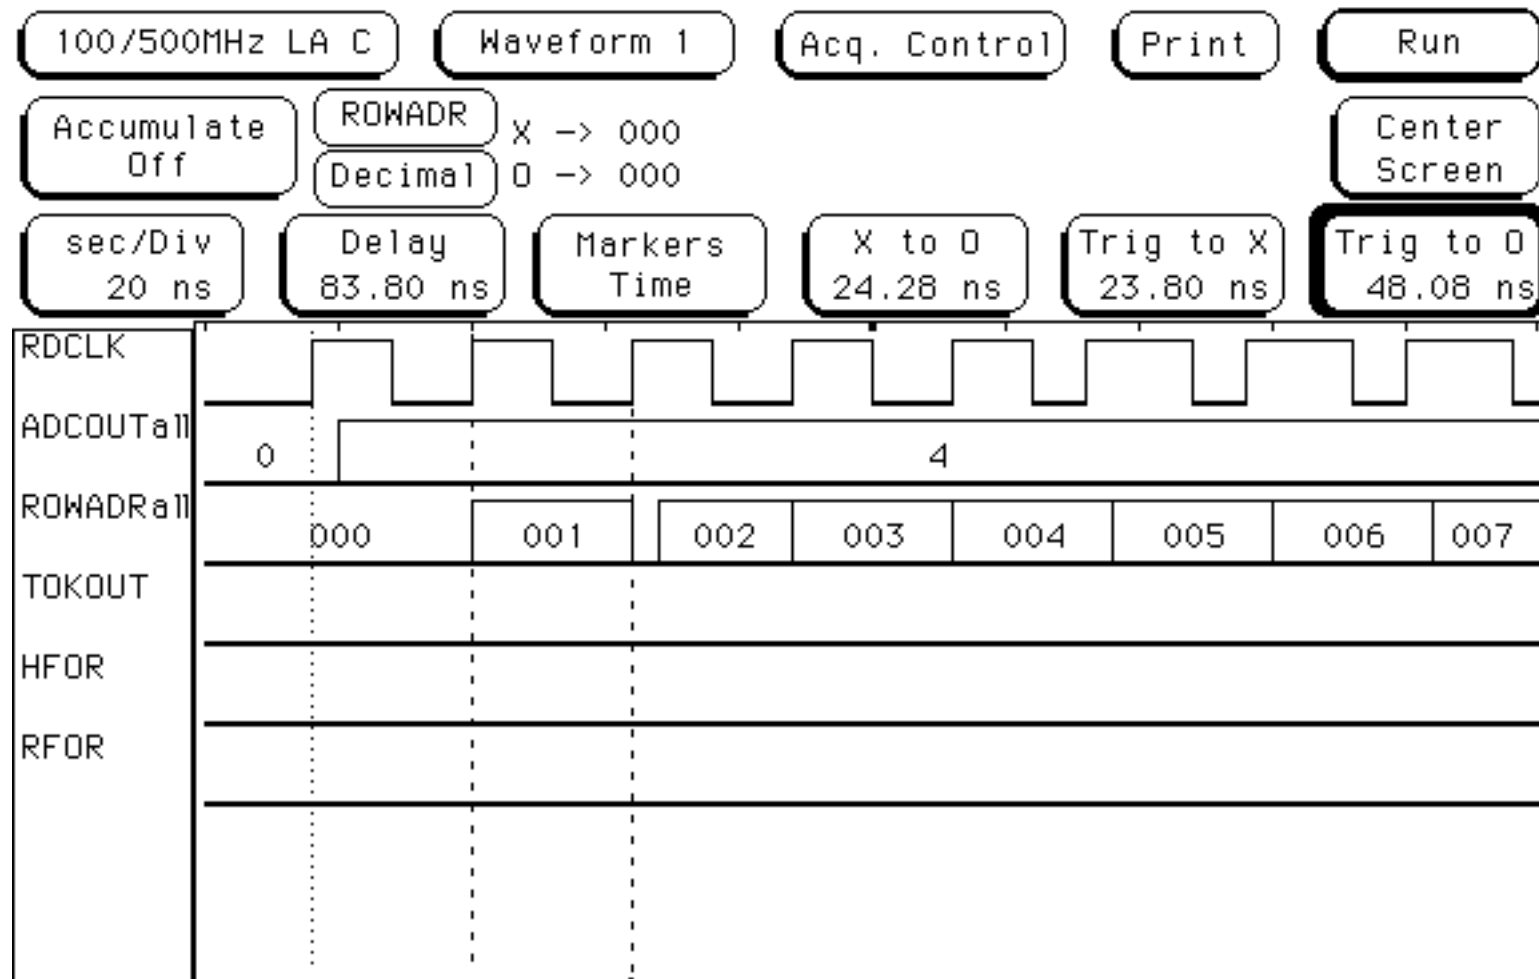 100/500MHz LA C Waveform 1 Acq. Control Print Run
Accumulate Off ROWADR X -> 000 Center Screen
Decimal O -> 000
sec/Div Delay Markers X to O Trig to X Trig to O
20 ns 83.80 ns Time 24.28 ns 23.80 ns 48.08 ns
RDCLK
ADCOUTall 0 4
ROWADRall 000 001 002 003 004 005 006 007
TOKOUT
HFOR
RFOR